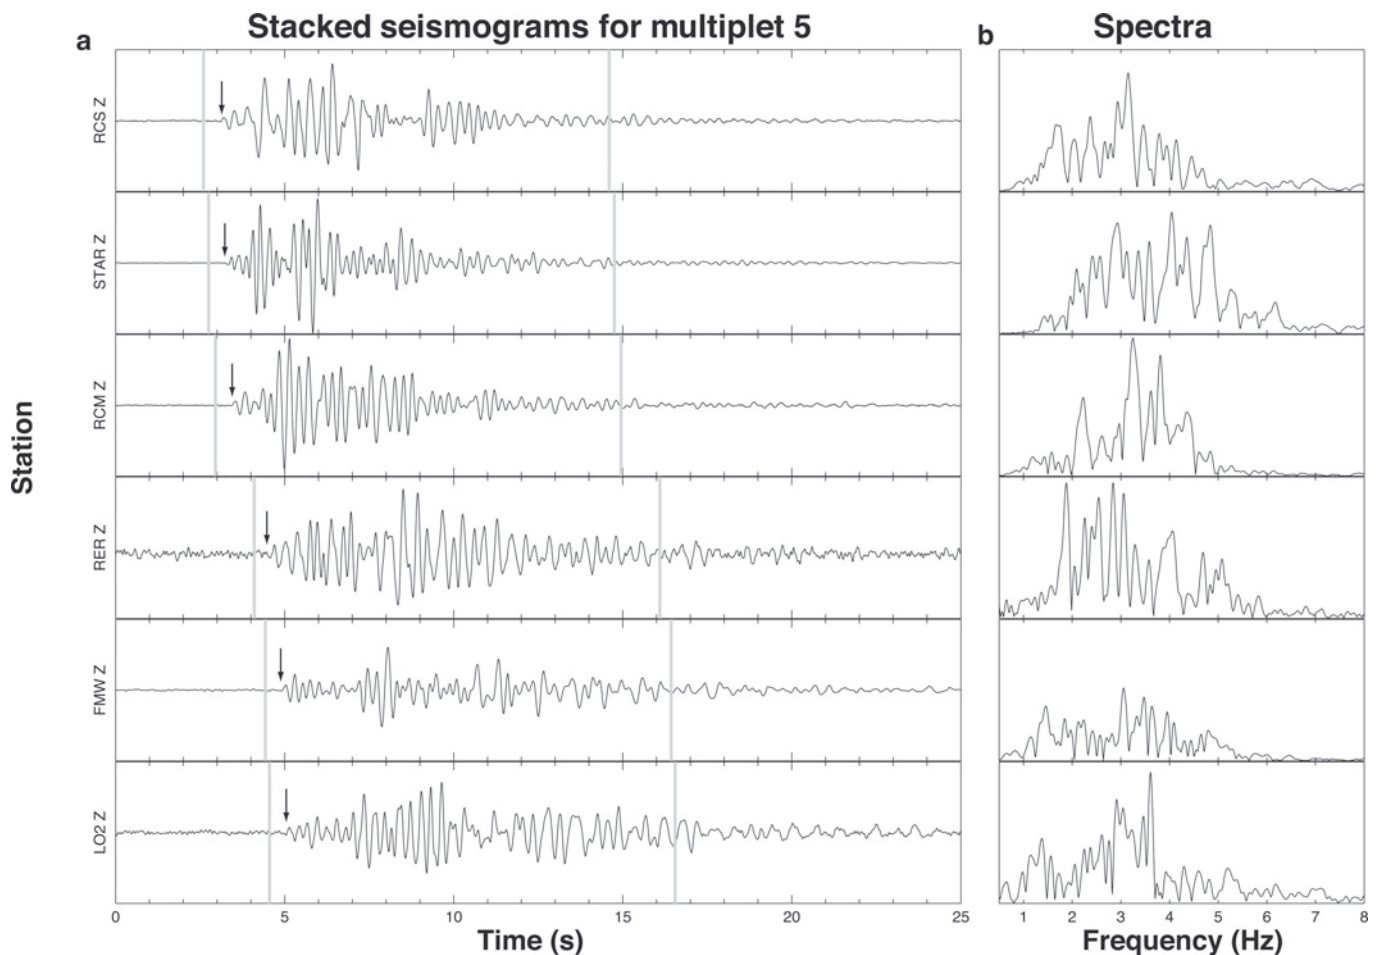 a
Stacked seismograms for multiplet 5
b
Spectra
Station
RCS Z
STAR Z
RCM Z
RER Z
FMW Z
LO2 Z
0 5 10 15 20 25
Time (s)
1 2 3 4 5 6 7 8
Frequency (Hz)